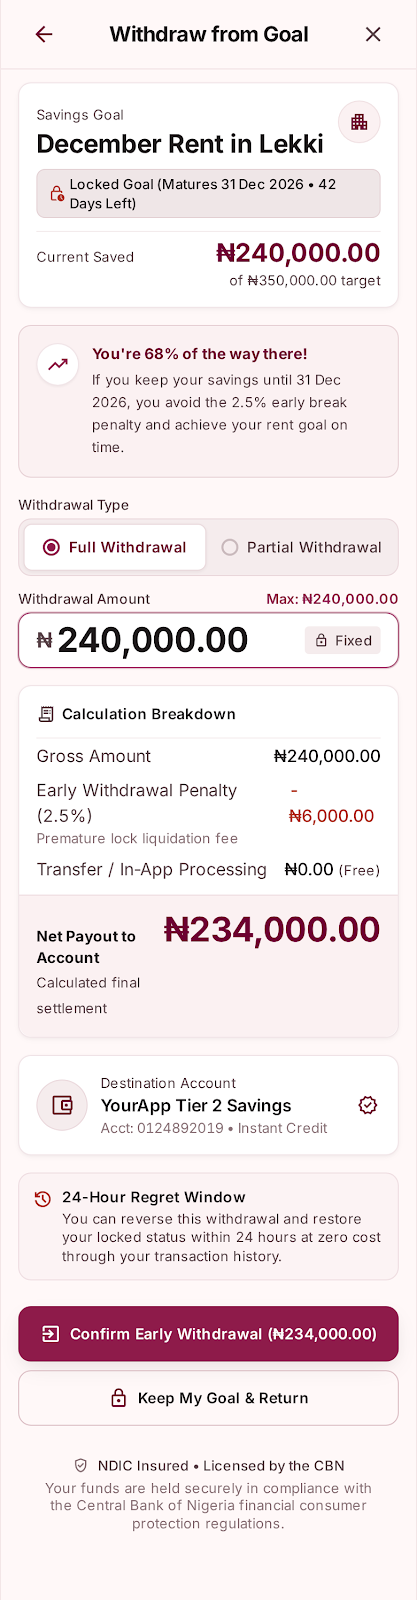 Withdraw from Goal
Savings Goal
December Rent in Lekki
Locked Goal (Matures 31 Dec 2026 • 42
Days Left)
Current Saved
₦240,000.00
of ₦350,000.00 target
You're 68% of the way there!
If you keep your savings until 31 Dec
2026, you avoid the 2.5% early break
penalty and achieve your rent goal on
time.
Withdrawal Type
Full Withdrawal
Partial Withdrawal
Withdrawal Amount
Max: ₦240,000.00
₦ 240,000.00
Fixed
Calculation Breakdown
Gross Amount
₦240,000.00
Early Withdrawal Penalty
(2.5%)
-
₦6,000.00
Premature lock liquidation fee
Transfer / In-App Processing
₦0.00 (Free)
Net Payout to
Account
₦234,000.00
Calculated final
settlement
Destination Account
YourApp Tier 2 Savings
Acct: 0124892019 • Instant Credit
24-Hour Regret Window
You can reverse this withdrawal and restore
your locked status within 24 hours at zero cost
through your transaction history.
Confirm Early Withdrawal (₦234,000.00)
Keep My Goal & Return
NDIC Insured • Licensed by the CBN
Your funds are held securely in compliance with
the Central Bank of Nigeria financial consumer
protection regulations.